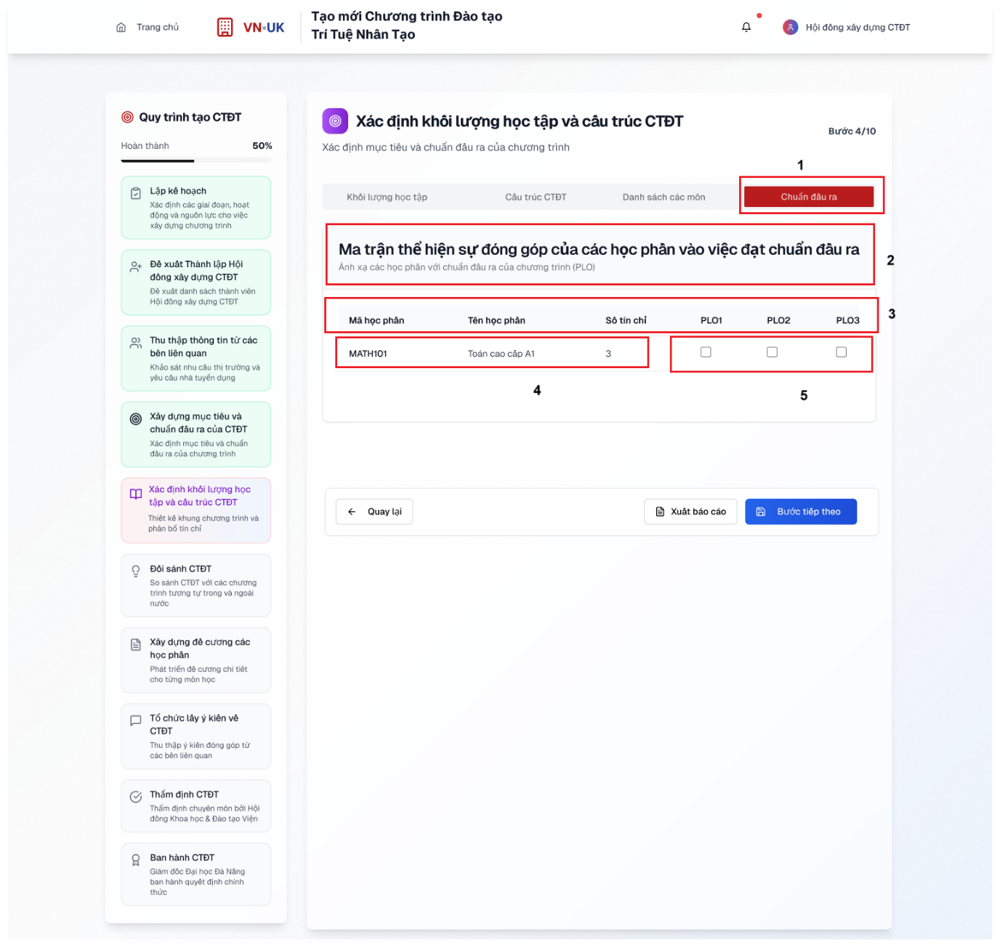 Trang chủ
VN-UK
Tạo mới Chương trình Đào tạo
Trí Tuệ Nhân Tạo
Hội đồng xây dựng CTĐT
Quy trình tạo CTĐT
Hoàn thành 50%
Lập kế hoạch
Xác định các giai đoạn, hoạt
động và nguồn lực cho việc
xây dựng chương trình
Đề xuất Thành lập Hội
đồng xây dựng CTĐT
Đề xuất danh sách thành viên
Hội đồng xây dựng CTĐT
Thu thập thông tin từ các
bên liên quan
Khảo sát nhu cầu thị trường và
yêu cầu nhà tuyển dụng
Xây dựng mục tiêu và
chuẩn đầu ra của CTĐT
Xác định mục tiêu và chuẩn
đầu ra của chương trình
Xác định khối lượng học
tập và cấu trúc CTĐT
Thiết kế khung chương trình và
phân bổ tín chỉ
Đối sánh CTĐT
So sánh CTĐT với các chương
trình tương tự trong và ngoài
nước
Xây dựng đề cương các
học phần
Phát triển đề cương chi tiết
cho từng môn học
Tổ chức lấy ý kiến về
CTĐT
Thu thập ý kiến đóng góp từ
các bên liên quan
Thẩm định CTĐT
Thẩm định chuyên môn bởi Hội
đồng Khoa học & Đào tạo Viện
Ban hành CTĐT
Giám đốc Đại học Đà Nẵng
ban hành quyết định chính
thức
Xác định khối lượng học tập và cấu trúc CTĐT
Bước 4/10
Xác định mục tiêu và chuẩn đầu ra của chương trình
1
Khối lượng học tập Cấu trúc CTĐT Danh sách các môn Chuẩn đầu ra
Ma trận thể hiện sự đóng góp của các học phần vào việc đạt chuẩn đầu ra
Ánh xạ các học phần với chuẩn đầu ra của chương trình (PLO)
2
Mã học phần Tên học phần Số tín chỉ PLO1 PLO2 PLO3
3
MATH101 Toán cao cấp A1 3
4
5
Quay lại Xuất báo cáo Bước tiếp theo